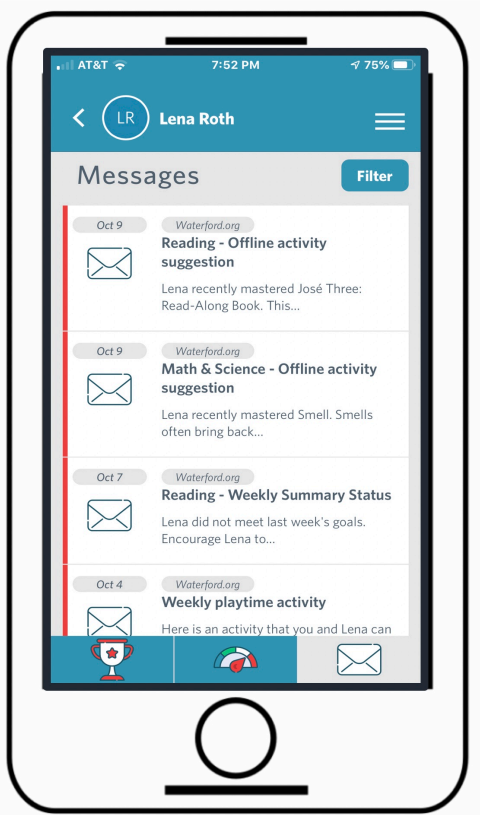 AT&T 7:52 PM 75%
LR Lena Roth
Messages Filter
Oct 9 Waterford.org
Reading - Offline activity
suggestion
Lena recently mastered José Three:
Read-Along Book. This...
Oct 9 Waterford.org
Math & Science - Offline activity
suggestion
Lena recently mastered Smell. Smells
often bring back...
Oct 7 Waterford.org
Reading - Weekly Summary Status
Lena did not meet last week's goals.
Encourage Lena to...
Oct 4 Waterford.org
Weekly playtime activity
Here is an activity that you and Lena can